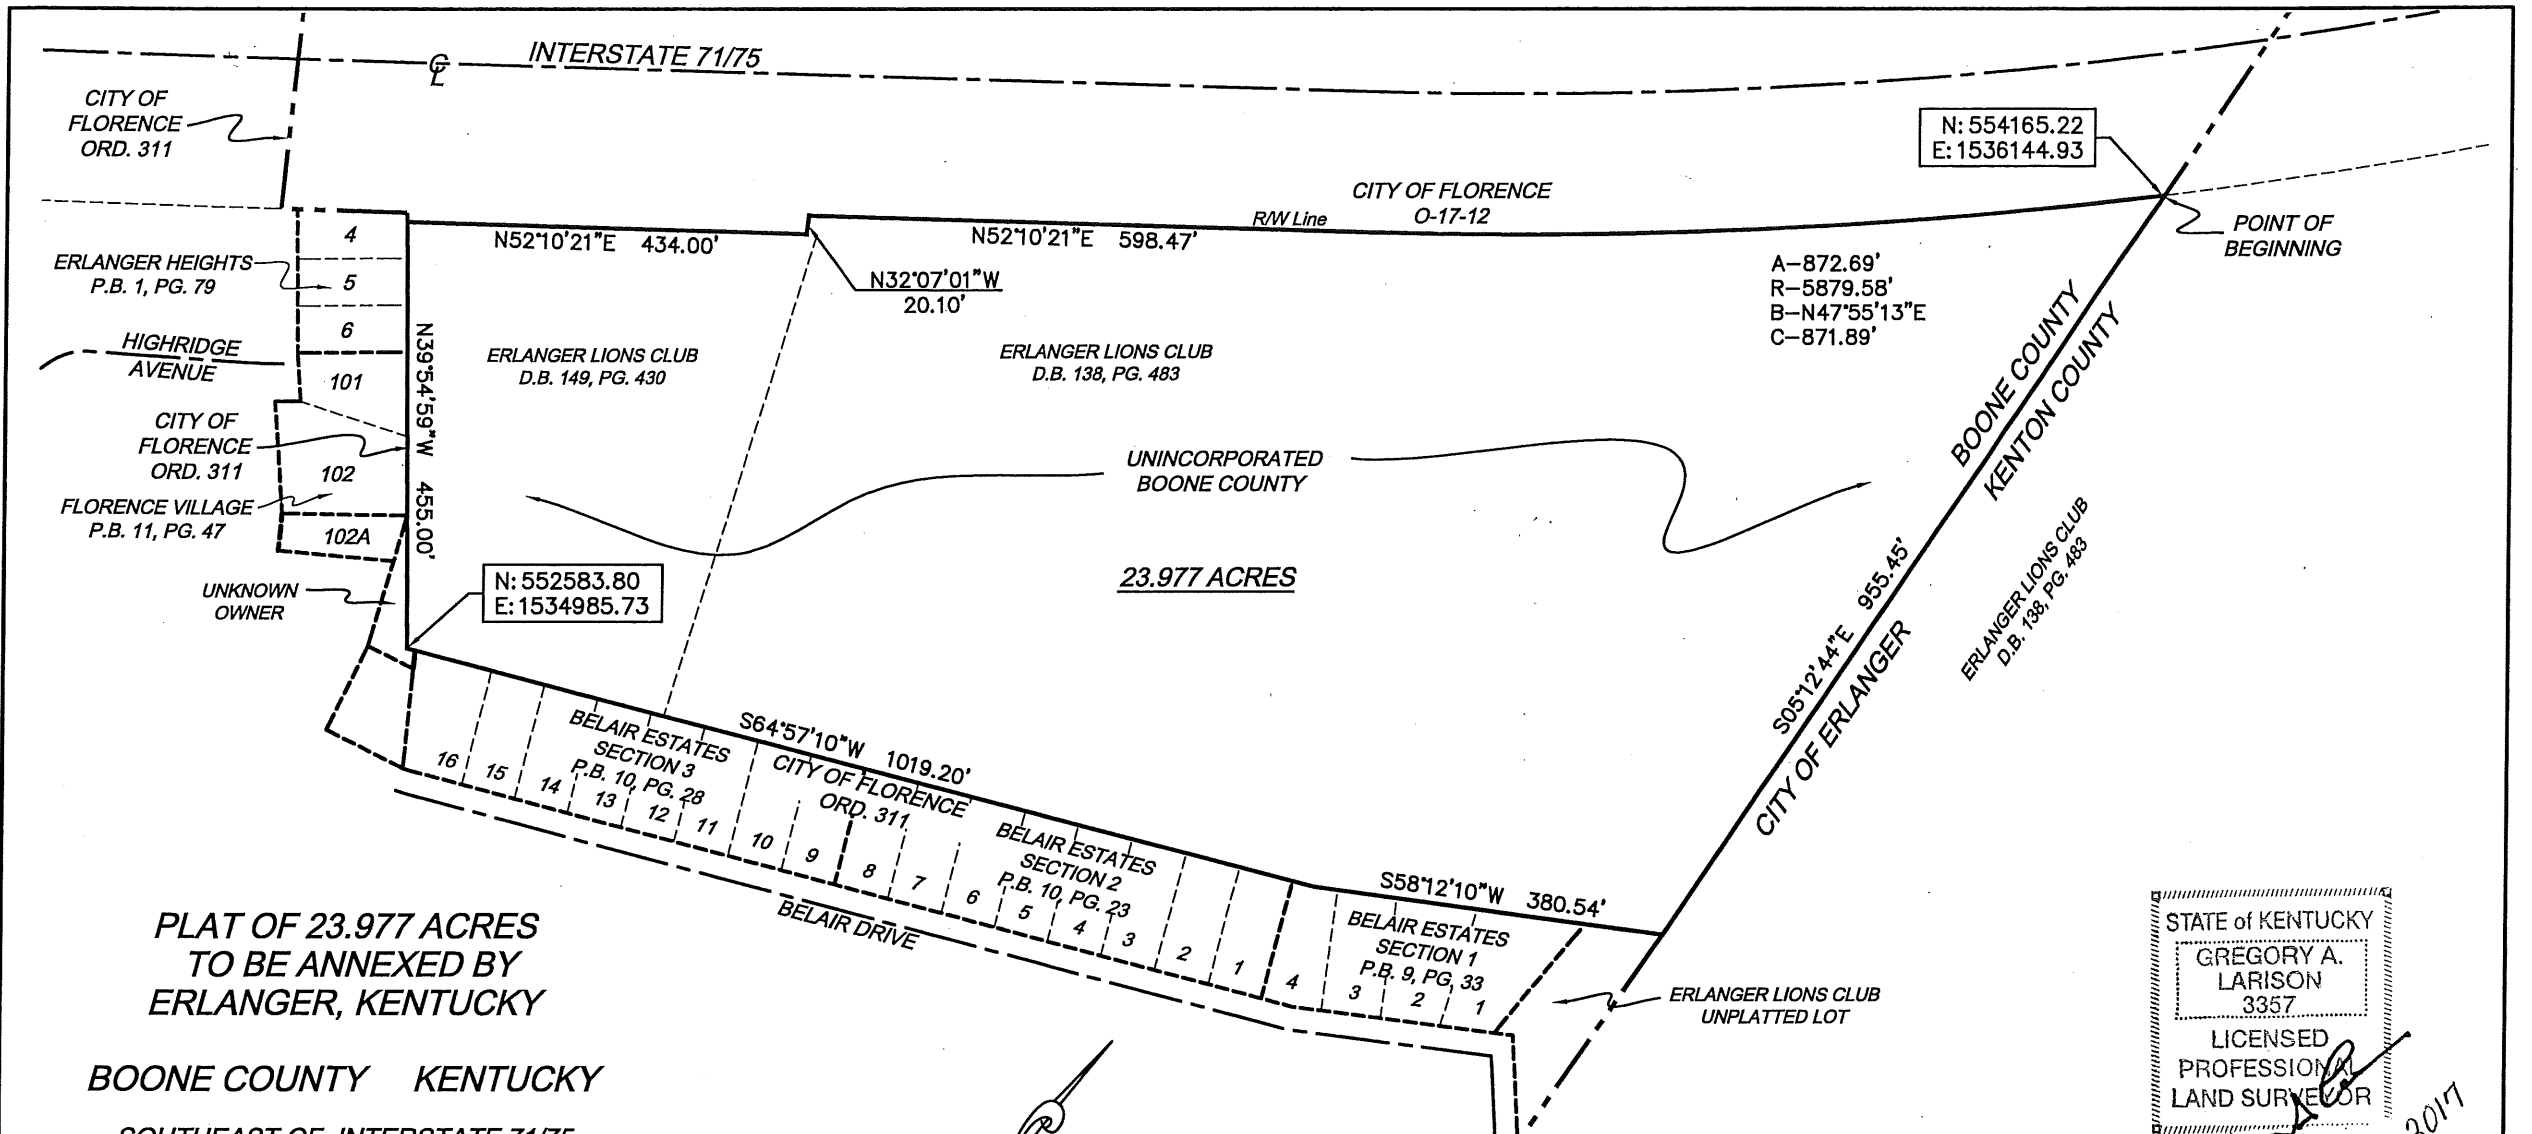 INTERSTATE 71/75
CL
CITY OF
FLORENCE
ORD. 311
N: 554165.22
E: 1536144.93
CITY OF FLORENCE
O-17-12
R/W Line
POINT OF
BEGINNING
4
5
6
101
102
102A
ERLANGER HEIGHTS
P.B. 1, PG. 79
HIGHRIDGE
AVENUE
CITY OF
FLORENCE
ORD. 311
FLORENCE VILLAGE
P.B. 11, PG. 47
UNKNOWN
OWNER
N52°10'21"E 434.00'
N32°07'01"W
20.10'
N52°10'21"E 598.47'
A-872.69'
R-5879.58'
B-N47°55'13"E
C-871.89'
N39°54'59"W 455.00'
ERLANGER LIONS CLUB
D.B. 149, PG. 430
ERLANGER LIONS CLUB
D.B. 138, PG. 483
UNINCORPORATED
BOONE COUNTY
23.977 ACRES
N: 552583.80
E: 1534985.73
BOONE COUNTY
KENTON COUNTY
S05°12'44"E 955.45'
CITY OF ERLANGER
ERLANGER LIONS CLUB
D.B. 138, PG. 483
S64°57'10"W 1019.20'
CITY OF FLORENCE
ORD. 311
BELAIR ESTATES
SECTION 3
P.B. 10, PG. 28
16
15
14
13
12
11
10
9
8
7
6
5
4
3
2
1
BELAIR ESTATES
SECTION 2
P.B. 10, PG. 23
S58°12'10"W 380.54'
BELAIR ESTATES
SECTION 1
P.B. 9, PG. 33
4
3
2
1
BELAIR DRIVE
ERLANGER LIONS CLUB
UNPLATTED LOT
PLAT OF 23.977 ACRES
TO BE ANNEXED BY
ERLANGER, KENTUCKY
BOONE COUNTY KENTUCKY
SOUTHEAST OF INTERSTATE 71/75
STATE of KENTUCKY
GREGORY A.
LARISON
3357
LICENSED
PROFESSIONAL
LAND SURVEYOR
2017